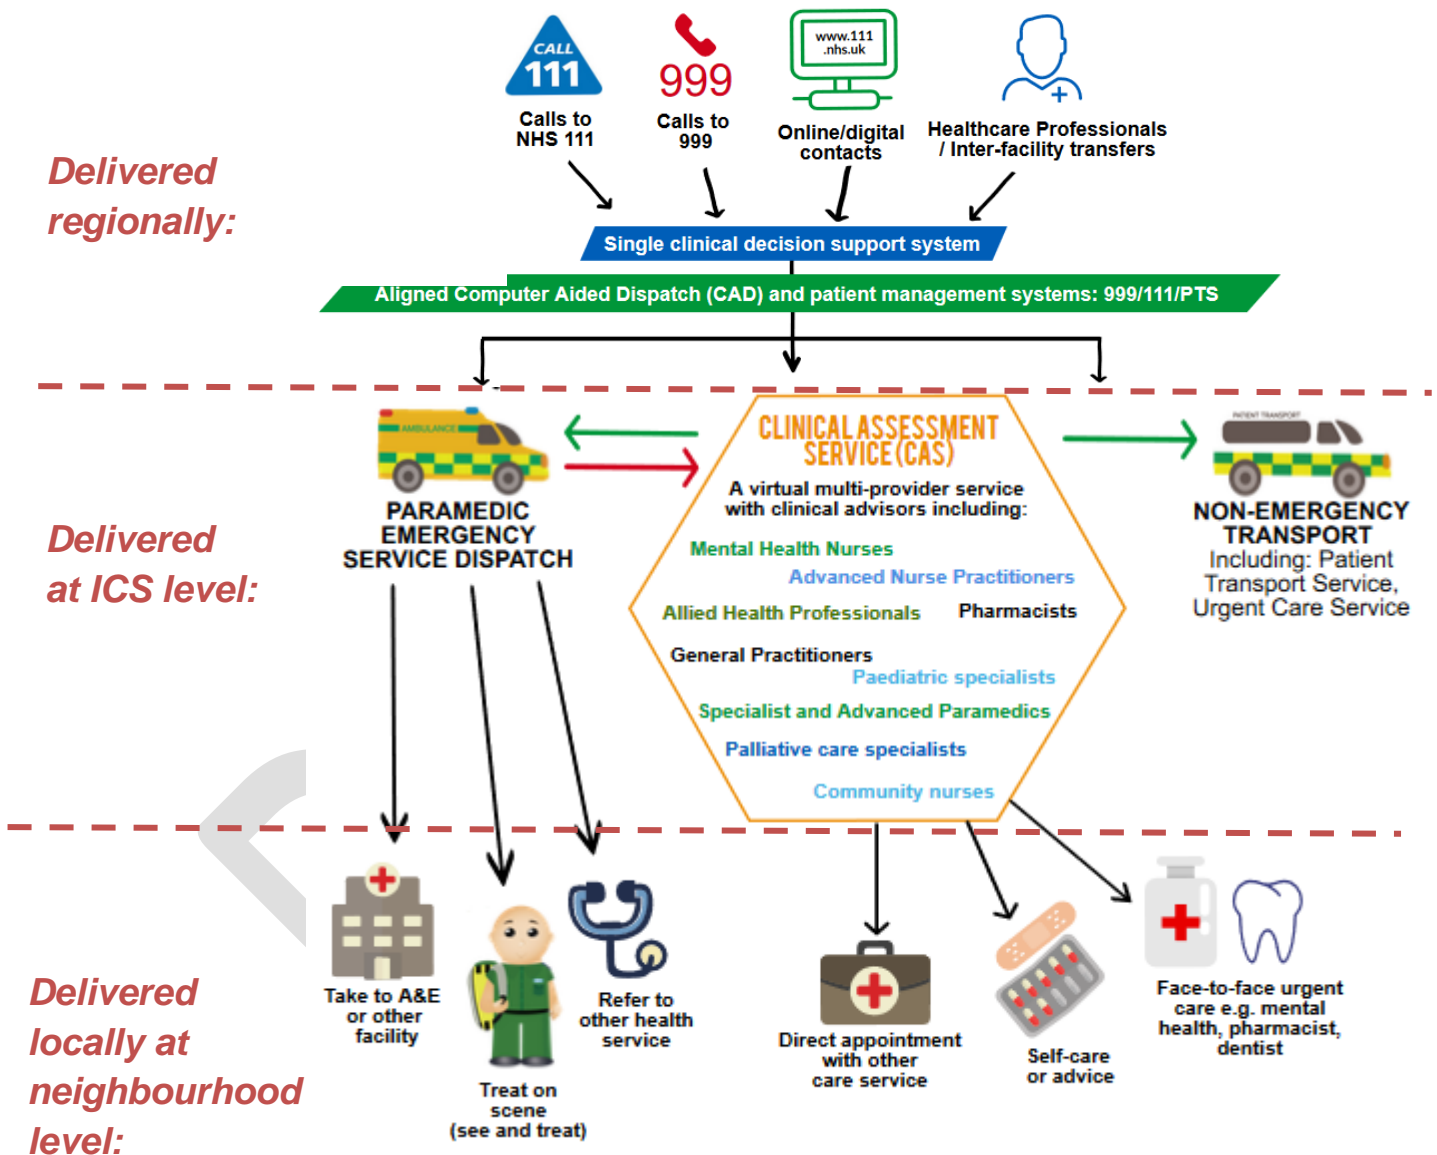 CALL
111
999
www.111
.nhs.uk
Calls to
NHS 111
Calls to
999
Online/digital
contacts
Healthcare Professionals
/ Inter-facility transfers
Delivered
regionally:
Single clinical decision support system
Aligned Computer Aided Dispatch (CAD) and patient management systems: 999/111/PTS
AMBULANCE
PARAMEDIC
EMERGENCY
SERVICE DISPATCH
CLINICAL ASSESSMENT
SERVICE (CAS)
A virtual multi-provider service
with clinical advisors including:
Mental Health Nurses
Advanced Nurse Practitioners
Allied Health Professionals
Pharmacists
General Practitioners
Paediatric specialists
Specialist and Advanced Paramedics
Palliative care specialists
Community nurses
PATIENT TRANSPORT
NON-EMERGENCY
TRANSPORT
Including: Patient
Transport Service,
Urgent Care Service
Delivered
at ICS level:
Delivered
locally at
neighbourhood
level:
Take to A&E
or other
facility
Treat on
scene
(see and treat)
Refer to
other health
service
Direct appointment
with other
care service
Self-care
or advice
Face-to-face urgent
care e.g. mental
health, pharmacist,
dentist